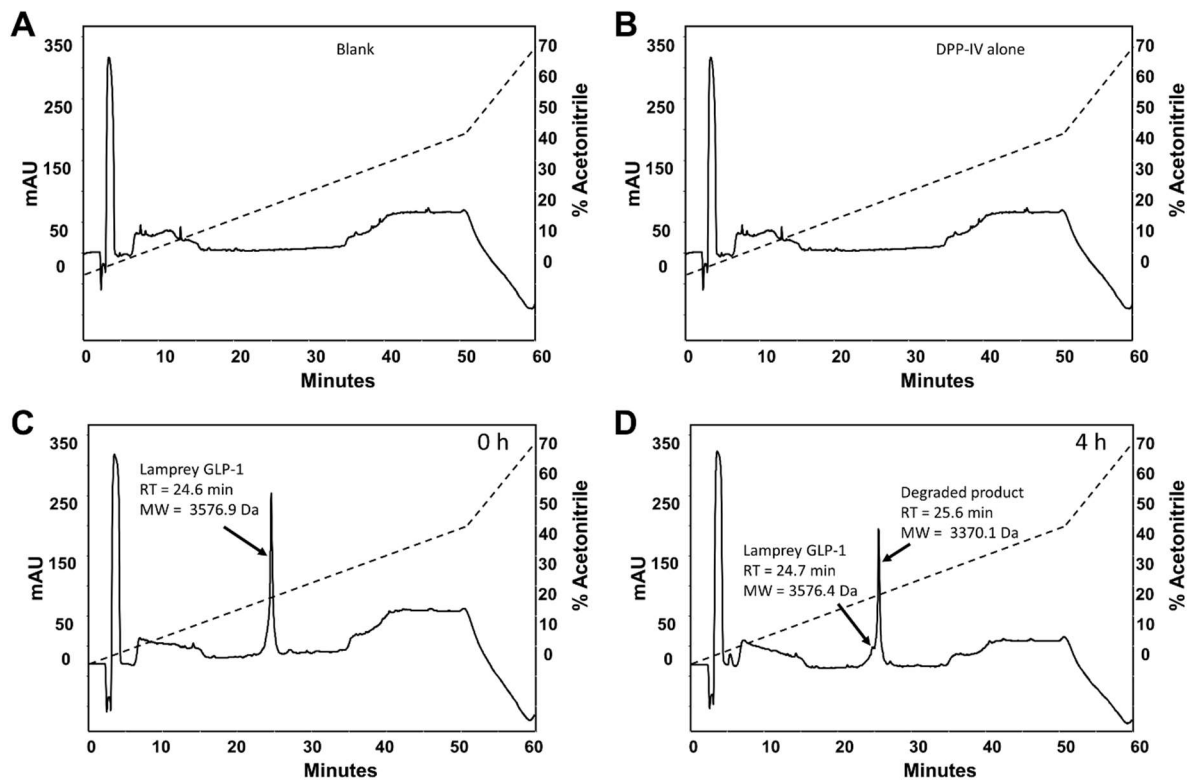 A
Blank
350
250
150
50
0
mAU
70
60
50
40
30
20
10
0
% Acetonitrile
0 10 20 30 40 50 60
Minutes
B
DPP-IV alone
350
250
150
50
0
mAU
70
60
50
40
30
20
10
0
% Acetonitrile
0 10 20 30 40 50 60
Minutes
C
0 h
Lamprey GLP-1
RT = 24.6 min
MW = 3576.9 Da
350
250
150
50
0
mAU
70
60
50
40
30
20
10
0
% Acetonitrile
0 10 20 30 40 50 60
Minutes
D
4 h
Degraded product
RT = 25.6 min
MW = 3370.1 Da
Lamprey GLP-1
RT = 24.7 min
MW = 3576.4 Da
350
250
150
50
0
mAU
70
60
50
40
30
20
10
0
% Acetonitrile
0 10 20 30 40 50 60
Minutes